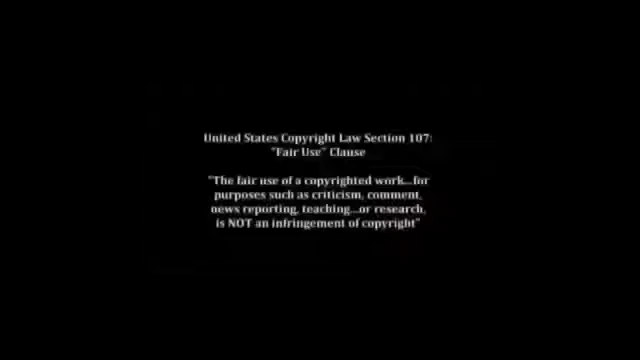 United States Copyright Law Section 107:
"Fair Use" Clause
"The fair use of a copyrighted work...for
purposes such as criticism, comment,
news reporting, teaching...or research,
is NOT an infringement of copyright"